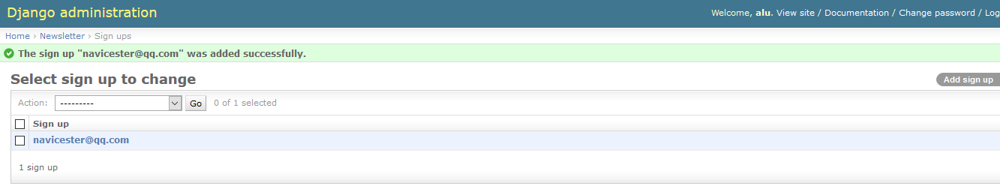 Django administration
Welcome, alu. View site / Documentation / Change password / Log
Home › Newsletter › Sign ups
The sign up "navicester@qq.com" was added successfully.
Select sign up to change
Add sign up
Action: --------- Go 0 of 1 selected
Sign up
navicester@qq.com
1 sign up